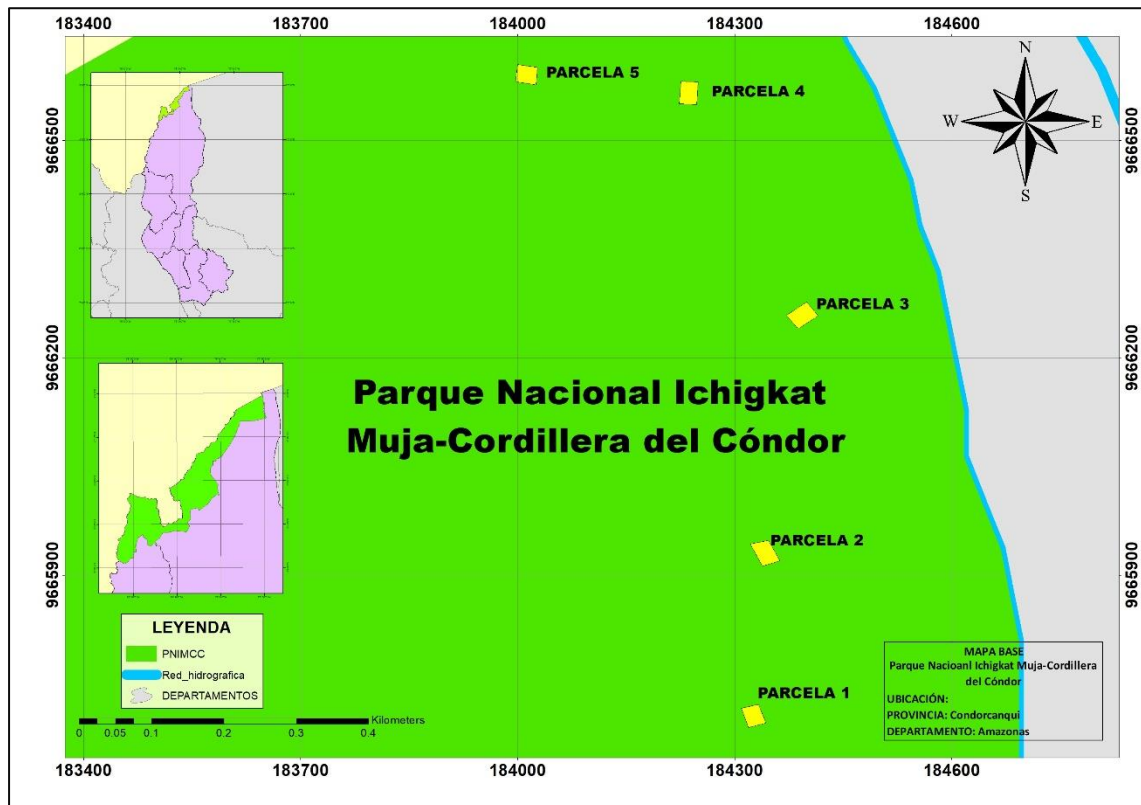 183400 183700 184000 184300 184600
N
W E
S
PARCELA 5
PARCELA 4
9666500 9666500
PARCELA 3
9666200 9666200
Parque Nacional Ichigkat
Muja-Cordillera del Cóndor
PARCELA 2
9665900 9665900
PARCELA 1
LEYENDA
PNIMCC
Red_hidrografica
DEPARTAMENTOS
Kilometers
0 0.05 0.1 0.2 0.3 0.4
MAPA BASE
Parque Nacioanl Ichigkat Muja-Cordillera
del Cóndor
UBICACIÓN:
PROVINCIA: Condorcanqui
DEPARTAMENTO: Amazonas
183400 183700 184000 184300 184600